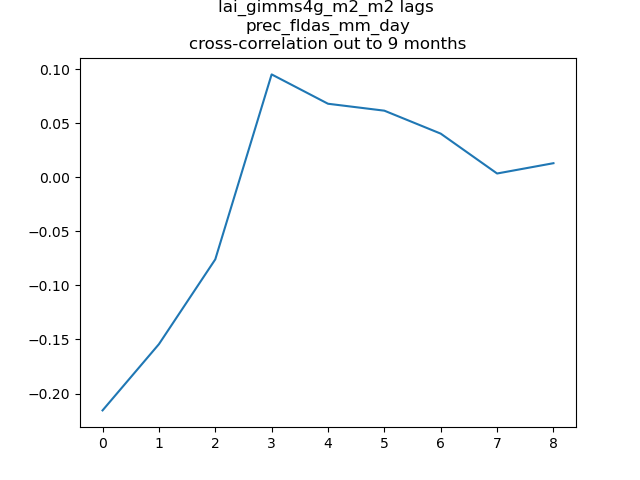 lai_gimms4g_m2_m2 lags
prec_fldas_mm_day
cross-correlation out to 9 months
0.10
0.05
0.00
−0.05
−0.10
−0.15
−0.20
0 1 2 3 4 5 6 7 8